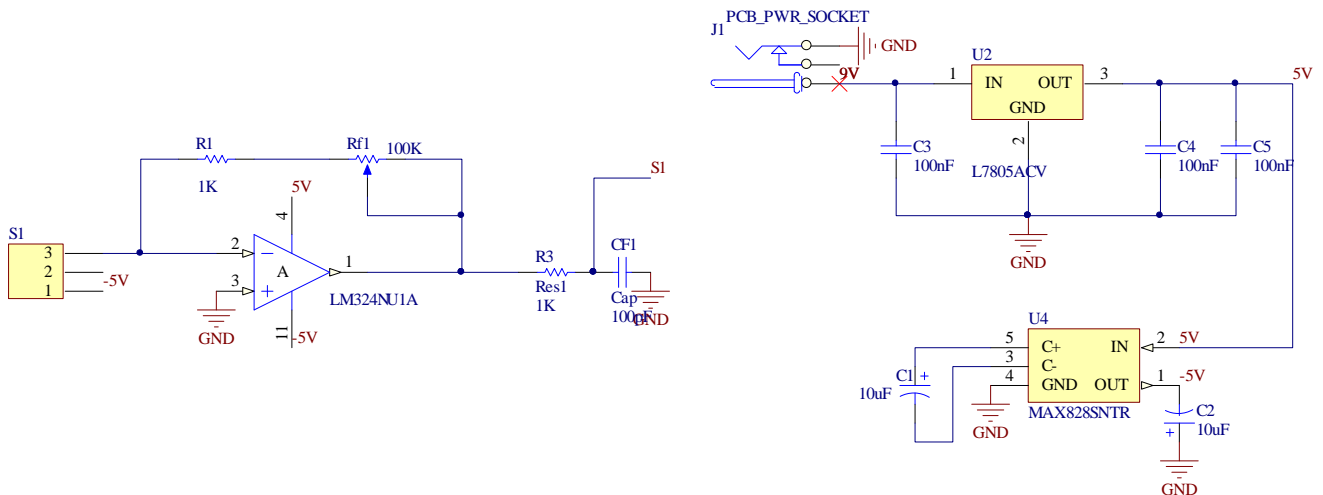 PCB_PWR_SOCKET
J1
GND
9V
U2
1
IN
OUT
3
GND
2
5V
C3
100nF
L7805ACV
C4
100nF
C5
100nF
GND
R1
1K
Rf1
100K
5V
4
S1
S1
3
2
1
-5V
2
3
A
1
GND
11
-5V
LM324NU1A
R3
Res1
1K
CF1
Cap
100pF
GND
U4
5
3
4
C+
C-
GND
IN
OUT
2
1
5V
-5V
MAX828SNTR
C1
+
10uF
GND
C2
10uF
+
GND